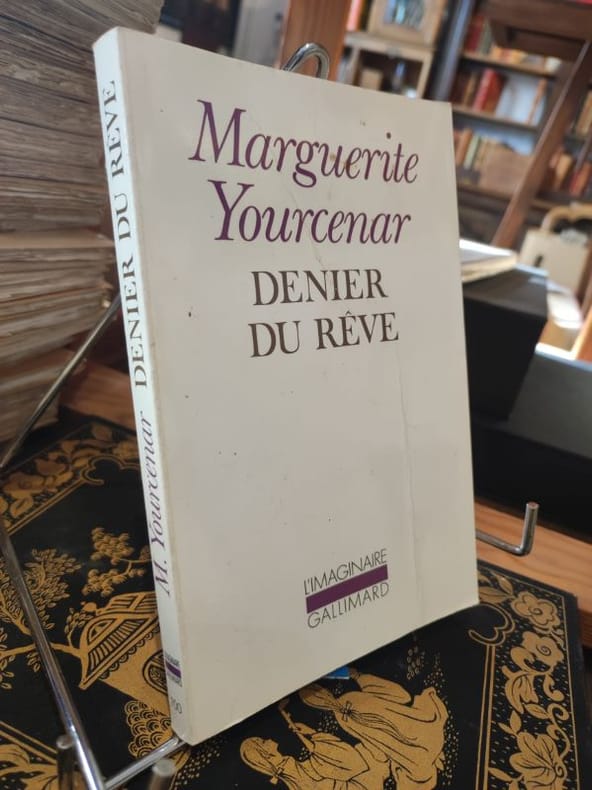 Marguerite
Yourcenar
DENIER
DU RÊVE
L'IMAGINAIRE
GALLIMARD
M. Yourcenar DENIER DU RÊVE